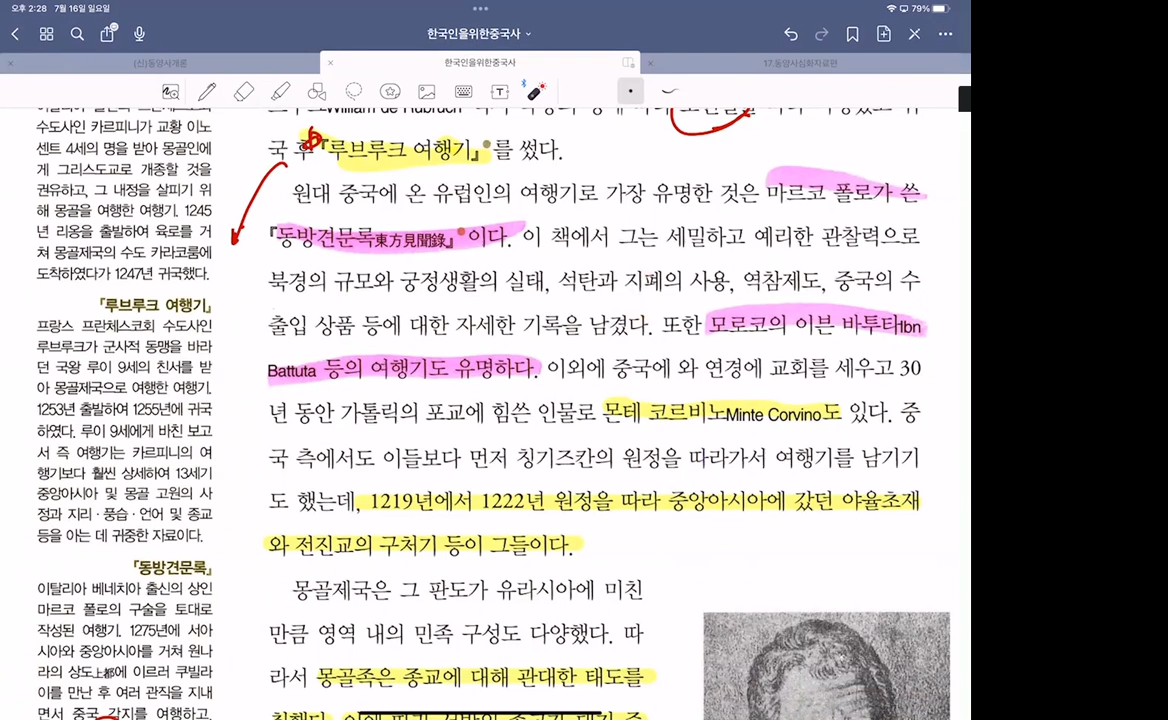 오후 2:28 7월 16일 일요일
79%
한국인을위한중국사
(신)동양사개론
한국인을위한중국사
17.동양사심화자료편
수도사인 카르피니가 교황 이노
센트 4세의 명을 받아 몽골인에
게 그리스도교로 개종할 것을
권유하고, 그 내정을 살피기 위
해 몽골을 여행한 여행기. 1245
년 리옹을 출발하여 육로를 거
쳐 몽골제국의 수도 카라코룸에
도착하였다가 1247년 귀국했다.
『루브루크 여행기』
프랑스 프란체스코회 수도사인
루브루크가 군사적 동맹을 바라
던 국왕 루이 9세의 친서를 받
아 몽골제국으로 여행한 여행기.
1253년 출발하여 1255년에 귀국
하였다. 루이 9세에게 바친 보고
서 즉 여행기는 카르피니의 여
행기보다 훨씬 상세하여 13세기
중앙아시아 및 몽골 고원의 사
정과 지리·풍습·언어 및 종교
등을 아는 데 귀중한 자료이다.
『동방견문록』
이탈리아 베네치아 출신의 상인
마르코 폴로의 구술을 토대로
작성된 여행기. 1275년에 서아
시아와 중앙아시아를 거쳐 원나
라의 상도上都에 이르러 쿠빌라
이를 만난 후 여러 관직을 지내
면서 중국 각지를 여행하고,
국 후 『루브루크 여행기』를 썼다.
원대 중국에 온 유럽인의 여행기로 가장 유명한 것은 마르코 폴로가 쓴
『동방견문록東方見聞錄』이다. 이 책에서 그는 세밀하고 예리한 관찰력으로
북경의 규모와 궁정생활의 실태, 석탄과 지폐의 사용, 역참제도, 중국의 수
출입 상품 등에 대한 자세한 기록을 남겼다. 또한 모로코의 이븐 바투타Ibn
Battuta 등의 여행기도 유명하다. 이외에 중국에 와 연경에 교회를 세우고 30
년 동안 가톨릭의 포교에 힘쓴 인물로 몬테 코르비노Minte Corvino도 있다. 중
국 측에서도 이들보다 먼저 칭기즈칸의 원정을 따라가서 여행기를 남기기
도 했는데, 1219년에서 1222년 원정을 따라 중앙아시아에 갔던 야율초재
와 전진교의 구처기 등이 그들이다.
몽골제국은 그 판도가 유라시아에 미친
만큼 영역 내의 민족 구성도 다양했다. 따
라서 몽골족은 종교에 대해 관대한 태도를